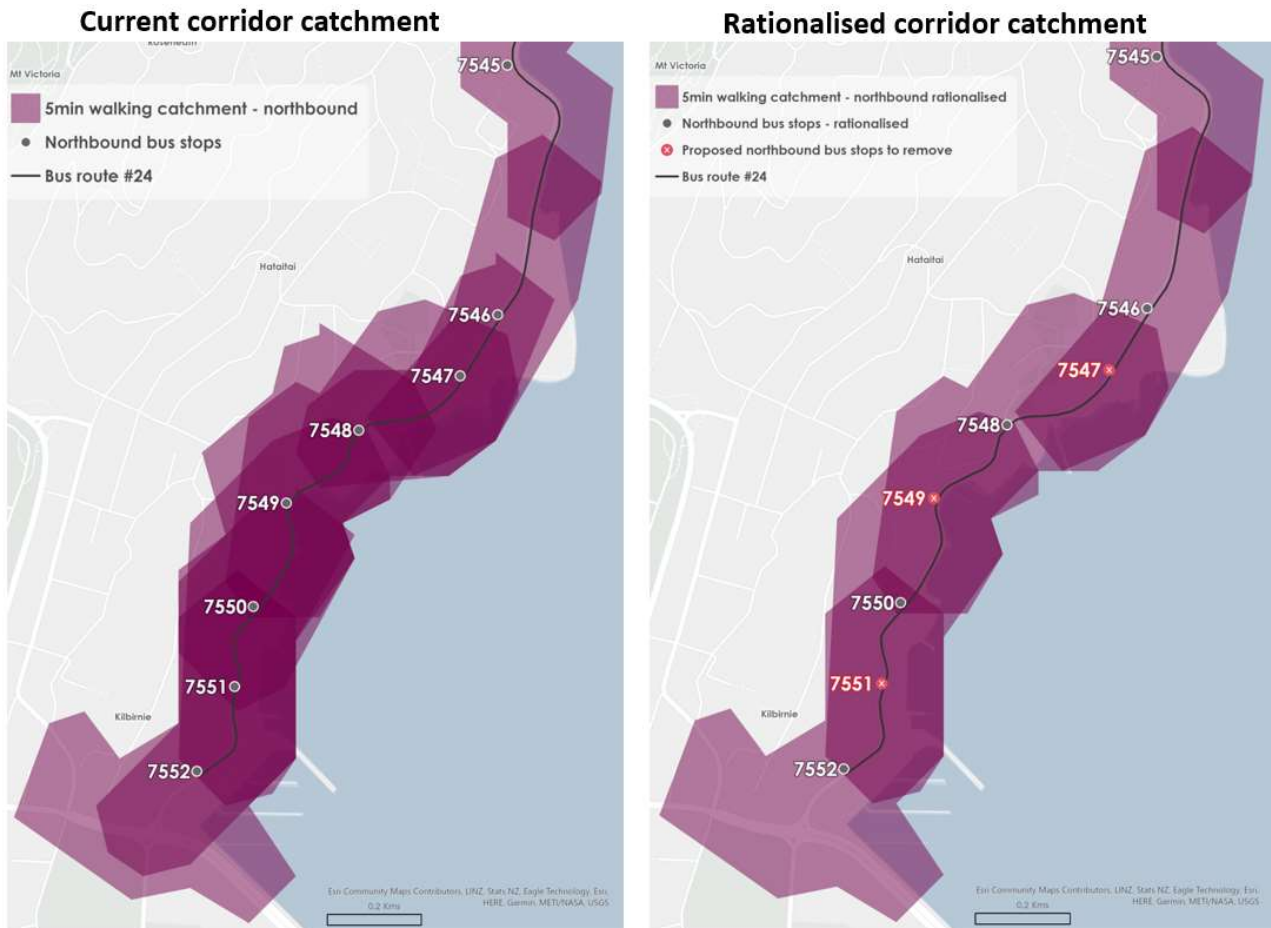 Current corridor catchment
Roseneath
Mt Victoria
5min walking catchment - northbound
Northbound bus stops
Bus route #24
7545
Hataitai
7546
7547
7548
7549
7550
7551
Kilbirnie
7552
Esri Community Maps Contributors, LINZ, Stats NZ, Eagle Technology, Esri,
HERE, Garmin, METI/NASA, USGS
0.2 Kms
Rationalised corridor catchment
Mt Victoria
5min walking catchment - northbound rationalised
Northbound bus stops - rationalised
Proposed northbound bus stops to remove
Bus route #24
7545
Hataitai
7546
7547
7548
7549
7550
7551
Kilbirnie
7552
Esri Community Maps Contributors, LINZ, Stats NZ, Eagle Technology, Esri,
HERE, Garmin, METI/NASA, USGS
0.2 Kms